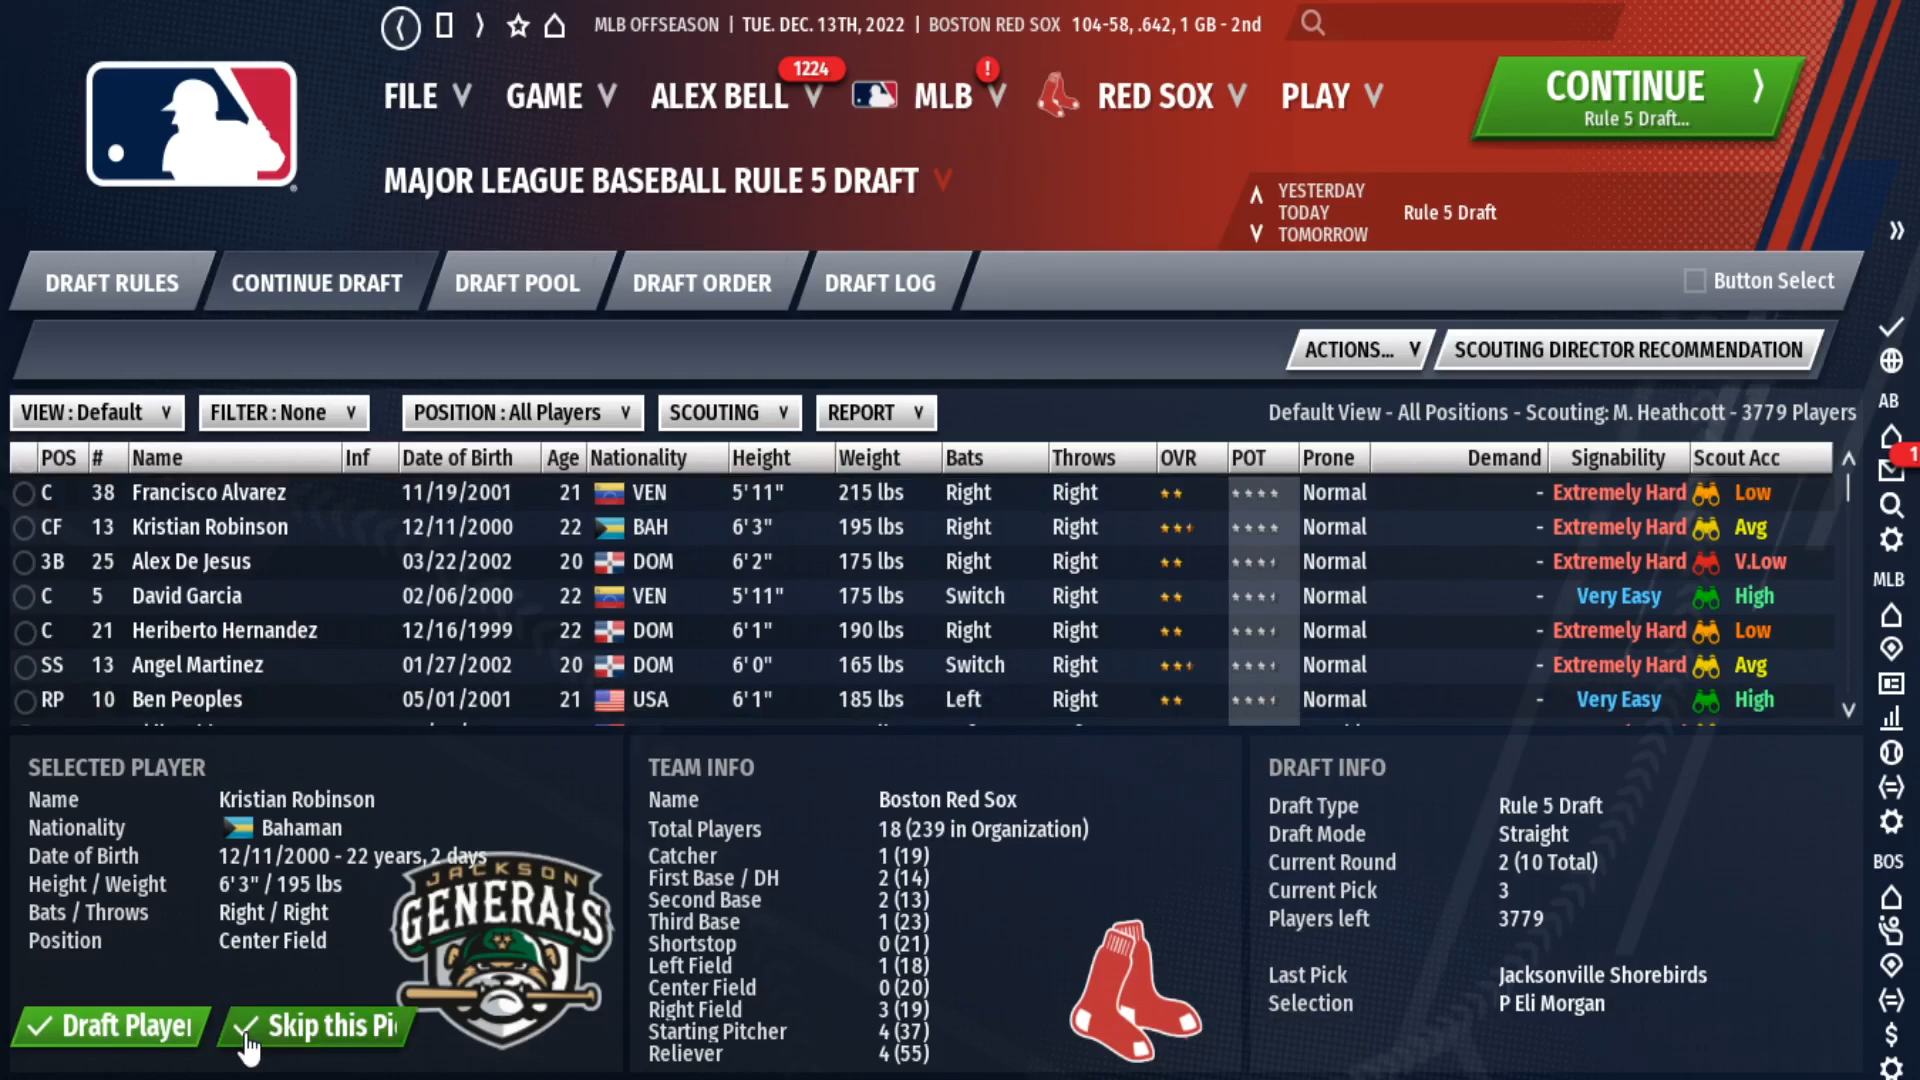 MLB OFFSEASON | TUE. DEC. 13TH, 2022 | BOSTON RED SOX 104-58, .642, 1 GB - 2nd
1224
!
FILE GAME ALEX BELL MLB RED SOX PLAY
CONTINUE
Rule 5 Draft...
MAJOR LEAGUE BASEBALL RULE 5 DRAFT
YESTERDAY
TODAY Rule 5 Draft
TOMORROW
DRAFT RULES CONTINUE DRAFT DRAFT POOL DRAFT ORDER DRAFT LOG Button Select
ACTIONS... SCOUTING DIRECTOR RECOMMENDATION
VIEW : Default FILTER : None POSITION : All Players SCOUTING REPORT Default View - All Positions - Scouting: M. Heathcott - 3779 Players
POS # Name Inf Date of Birth Age Nationality Height Weight Bats Throws OVR POT Prone Demand Signability Scout Acc
C 38 Francisco Alvarez 11/19/2001 21 VEN 5'11" 215 lbs Right Right Normal - Extremely Hard Low
CF 13 Kristian Robinson 12/11/2000 22 BAH 6'3" 195 lbs Right Right Normal - Extremely Hard Avg
3B 25 Alex De Jesus 03/22/2002 20 DOM 6'2" 175 lbs Right Right Normal - Extremely Hard V.Low
C 5 David Garcia 02/06/2000 22 VEN 5'11" 175 lbs Switch Right Normal - Very Easy High
C 21 Heriberto Hernandez 12/16/1999 22 DOM 6'1" 190 lbs Right Right Normal - Extremely Hard Low
SS 13 Angel Martinez 01/27/2002 20 DOM 6'0" 165 lbs Switch Right Normal - Extremely Hard Avg
RP 10 Ben Peoples 05/01/2001 21 USA 6'1" 185 lbs Left Right Normal - Very Easy High
AB
1
MLB
BOS
SELECTED PLAYER
Name Kristian Robinson
Nationality Bahaman
Date of Birth 12/11/2000 - 22 years, 2 days
Height / Weight 6'3" / 195 lbs
Bats / Throws Right / Right
Position Center Field
JACKSON
GENERALS
Draft Player Skip this Pi
TEAM INFO
Name Boston Red Sox
Total Players 18 (239 in Organization)
Catcher 1 (19)
First Base / DH 2 (14)
Second Base 2 (13)
Third Base 1 (23)
Shortstop 0 (21)
Left Field 1 (18)
Center Field 0 (20)
Right Field 3 (19)
Starting Pitcher 4 (37)
Reliever 4 (55)
DRAFT INFO
Draft Type Rule 5 Draft
Draft Mode Straight
Current Round 2 (10 Total)
Current Pick 3
Players left 3779
Last Pick Jacksonville Shorebirds
Selection P Eli Morgan